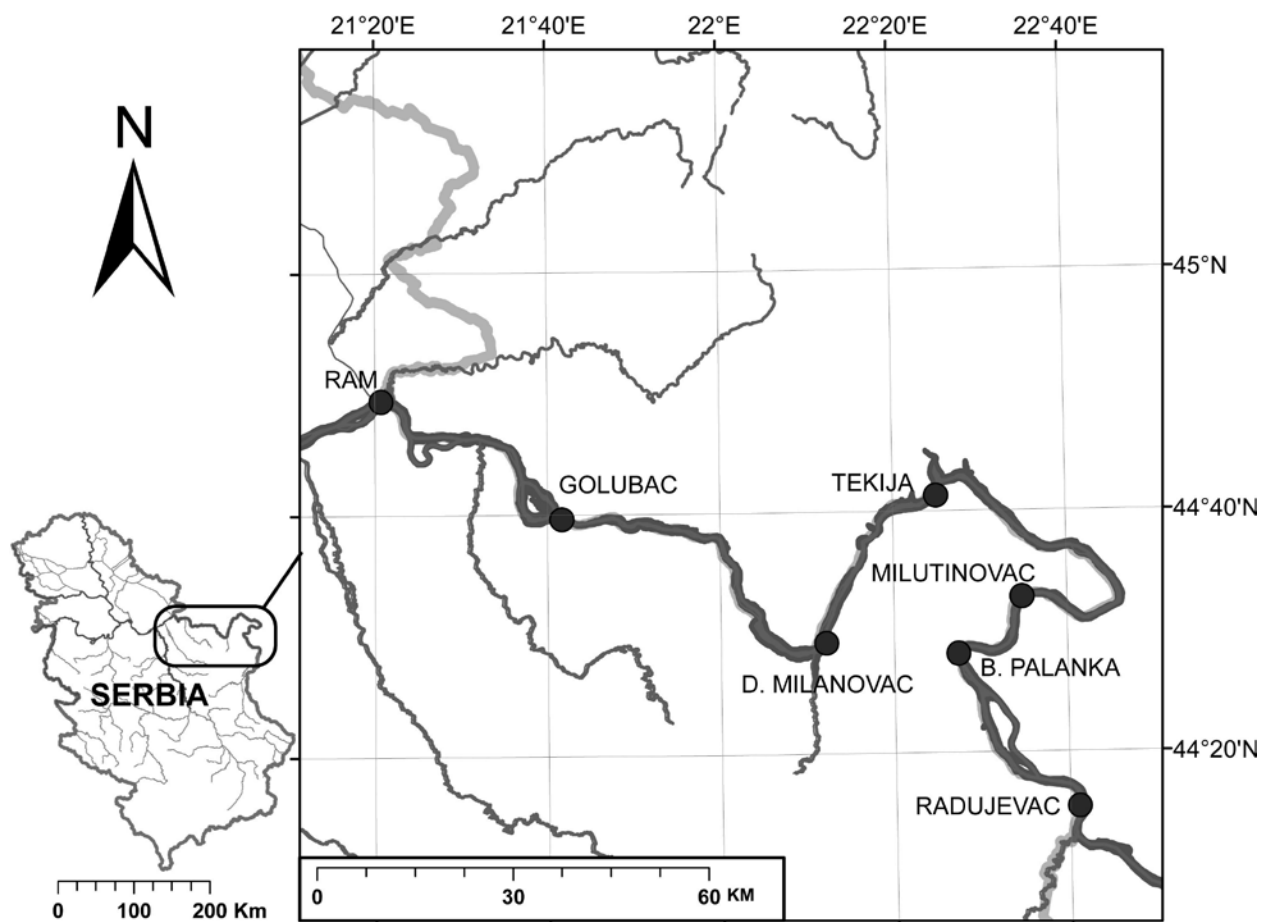 21°20'E 21°40'E 22°E 22°20'E 22°40'E
N
45°N
RAM
GOLUBAC
TEKIJA
44°40'N
MILUTINOVAC
B. PALANKA
D. MILANOVAC
SERBIA
44°20'N
RADUJEVAC
0 30 60 KM
0 100 200 Km